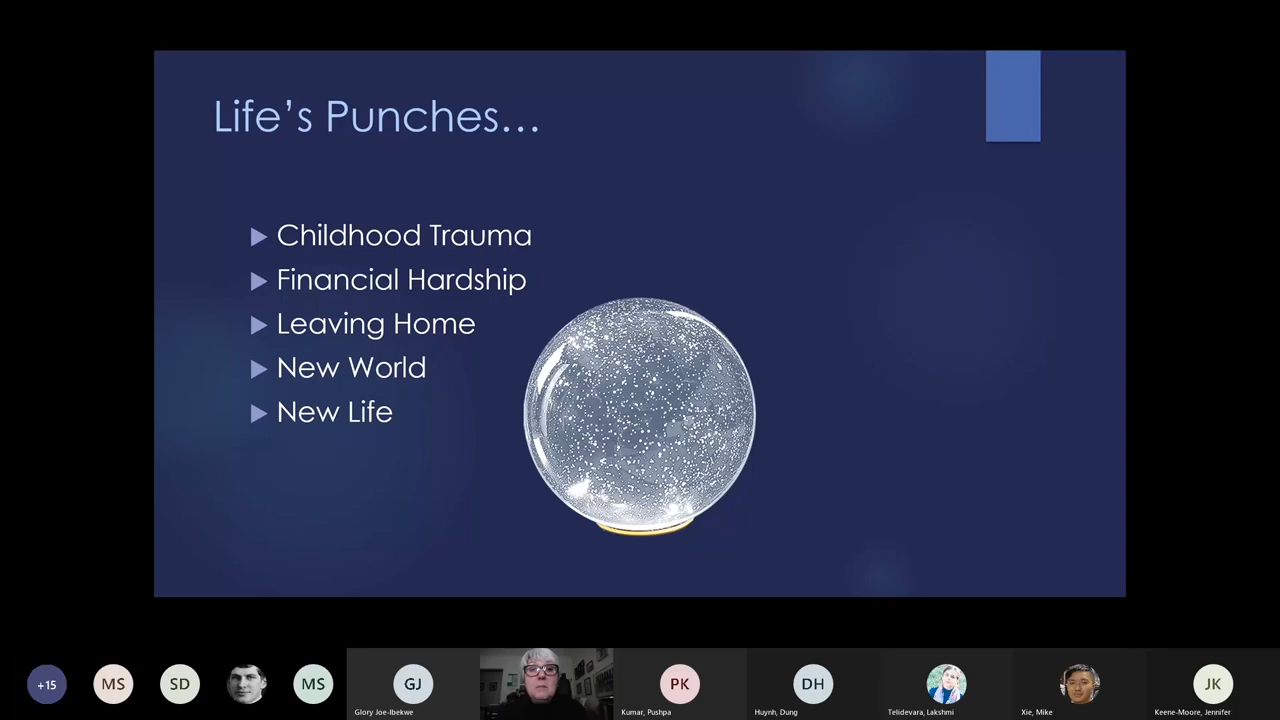 Life’s Punches...
Childhood Trauma
Financial Hardship
Leaving Home
New World
New Life
+15
MS
SD
MS
GJ
PK
DH
JK
Glory Joe-Ibekwe
Kumar, Pushpa
Huynh, Dung
Telidevara, Lakshmi
Xie, Mike
Keene-Moore, Jennifer